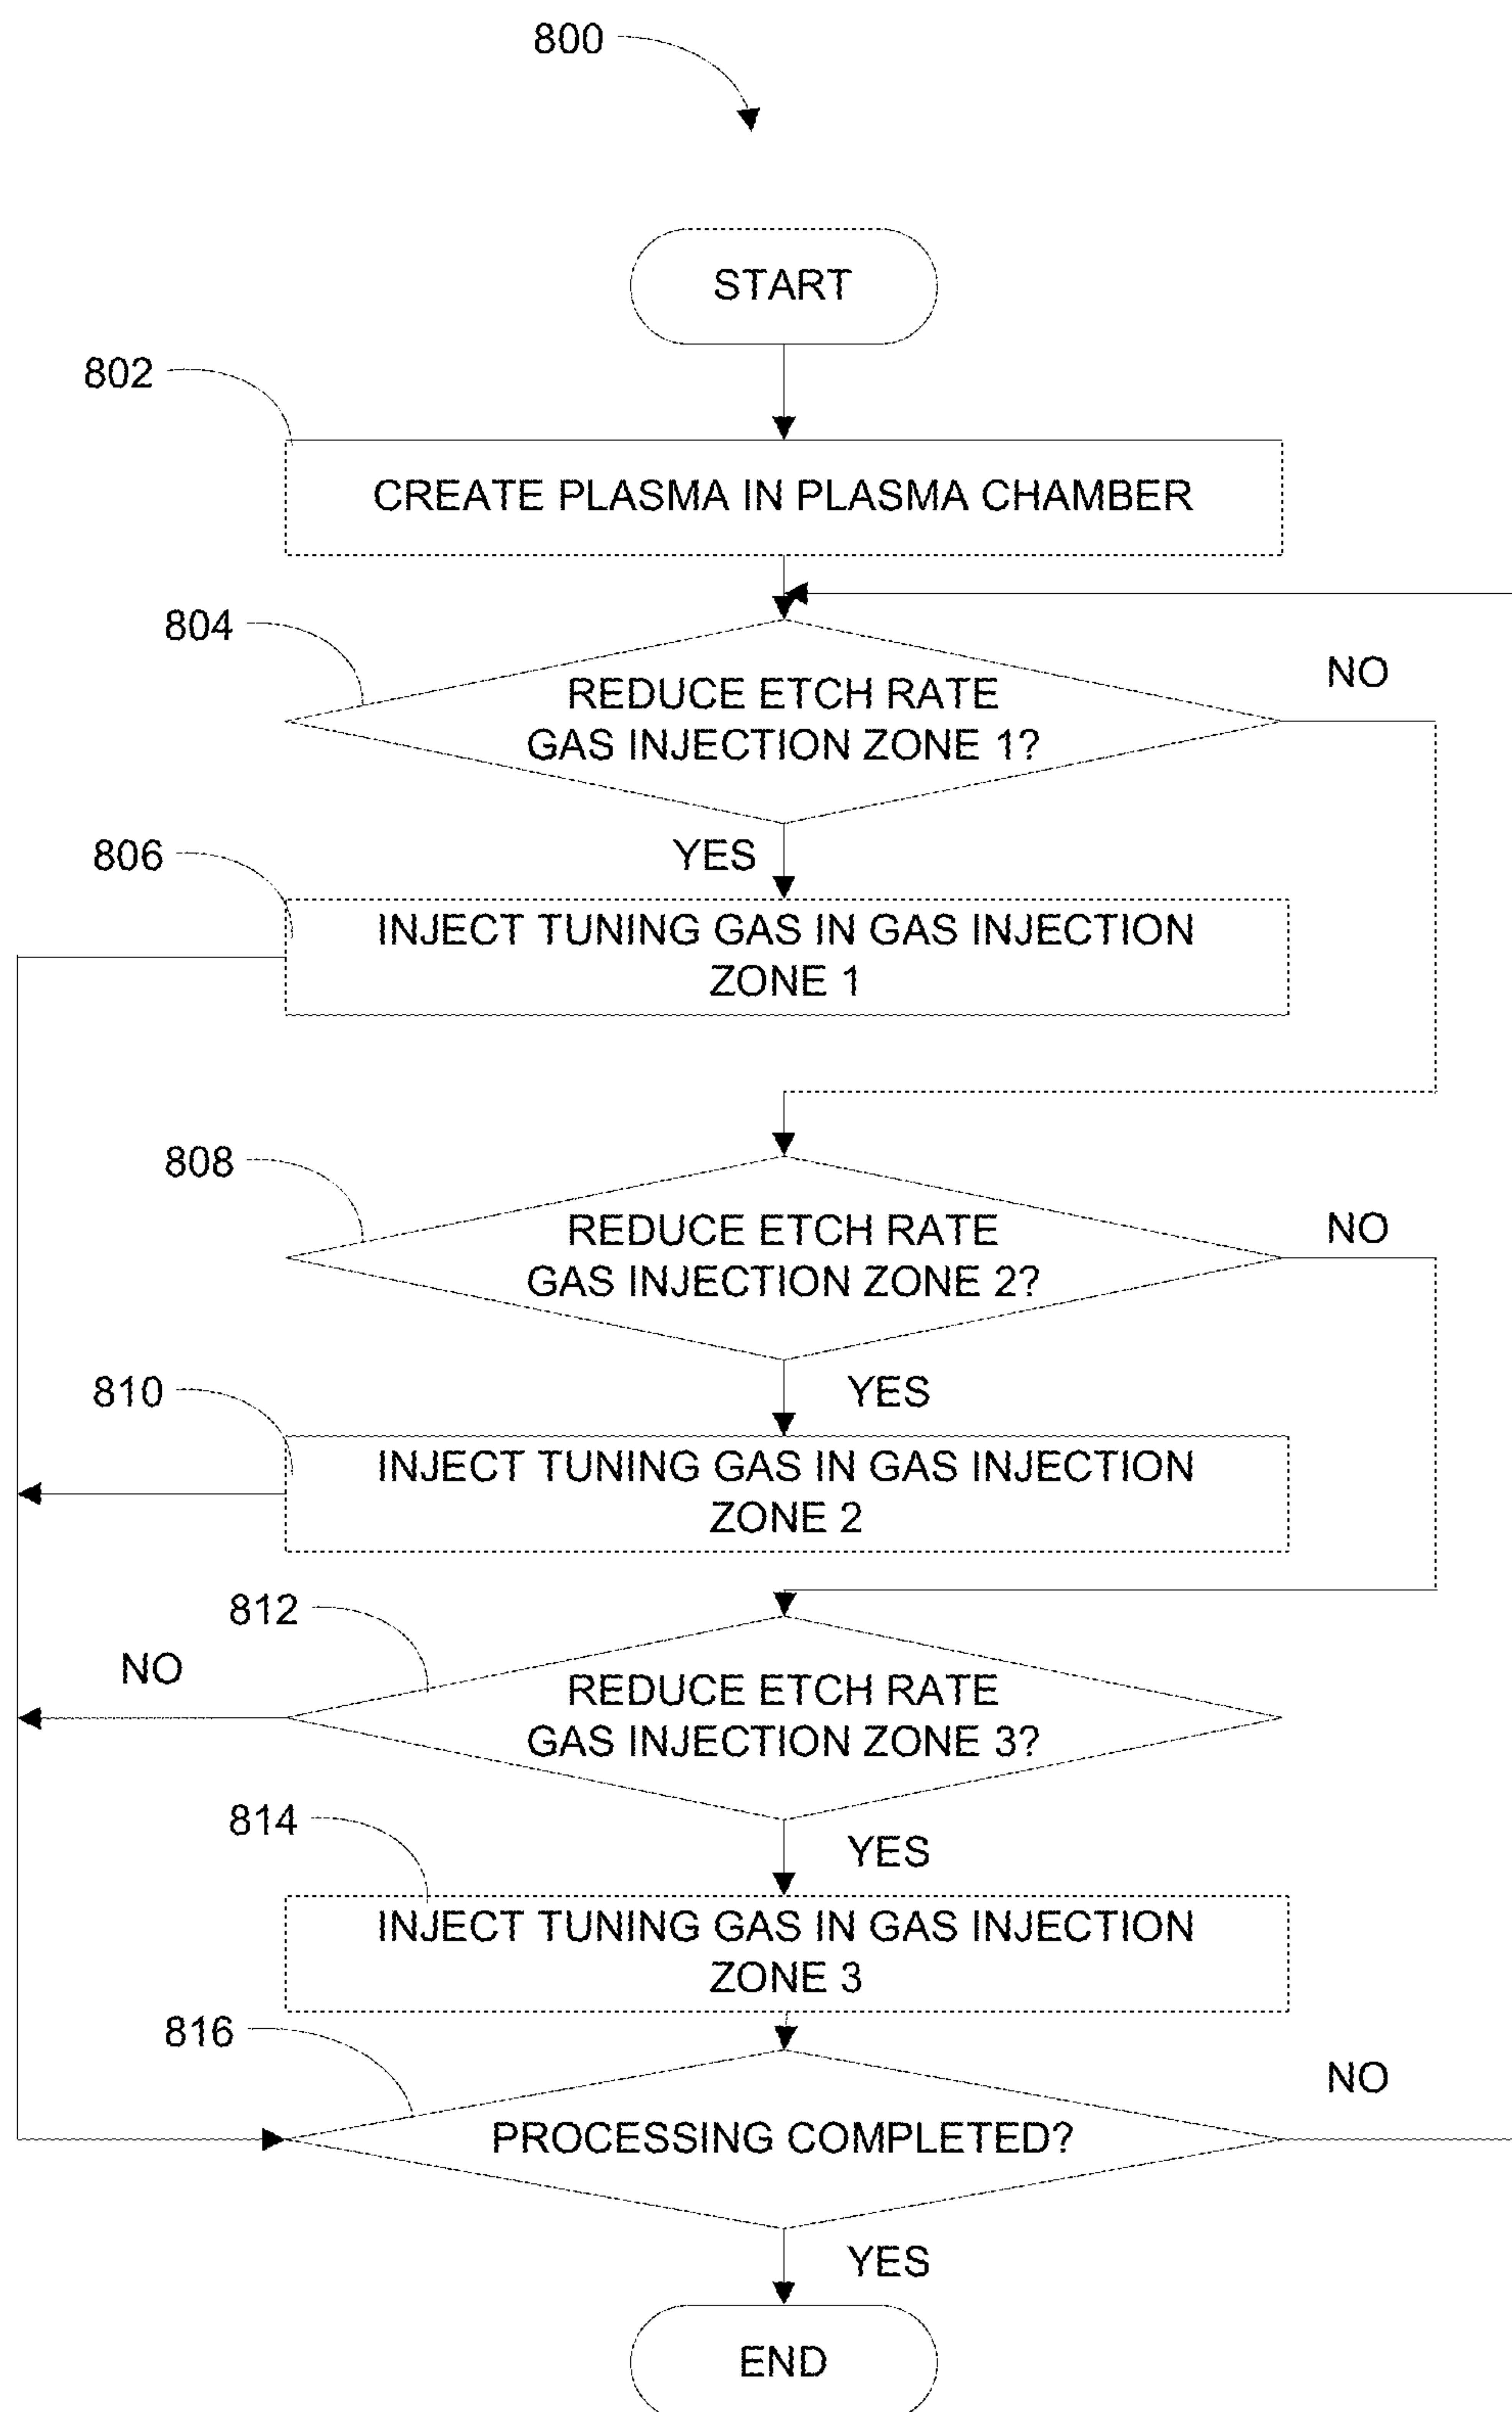 800
START
802
CREATE PLASMA IN PLASMA CHAMBER
804
REDUCE ETCH RATE
GAS INJECTION ZONE 1?
NO
YES
806
INJECT TUNING GAS IN GAS INJECTION
ZONE 1
808
REDUCE ETCH RATE
GAS INJECTION ZONE 2?
NO
YES
810
INJECT TUNING GAS IN GAS INJECTION
ZONE 2
812
NO
REDUCE ETCH RATE
GAS INJECTION ZONE 3?
YES
814
INJECT TUNING GAS IN GAS INJECTION
ZONE 3
816
NO
PROCESSING COMPLETED?
YES
END